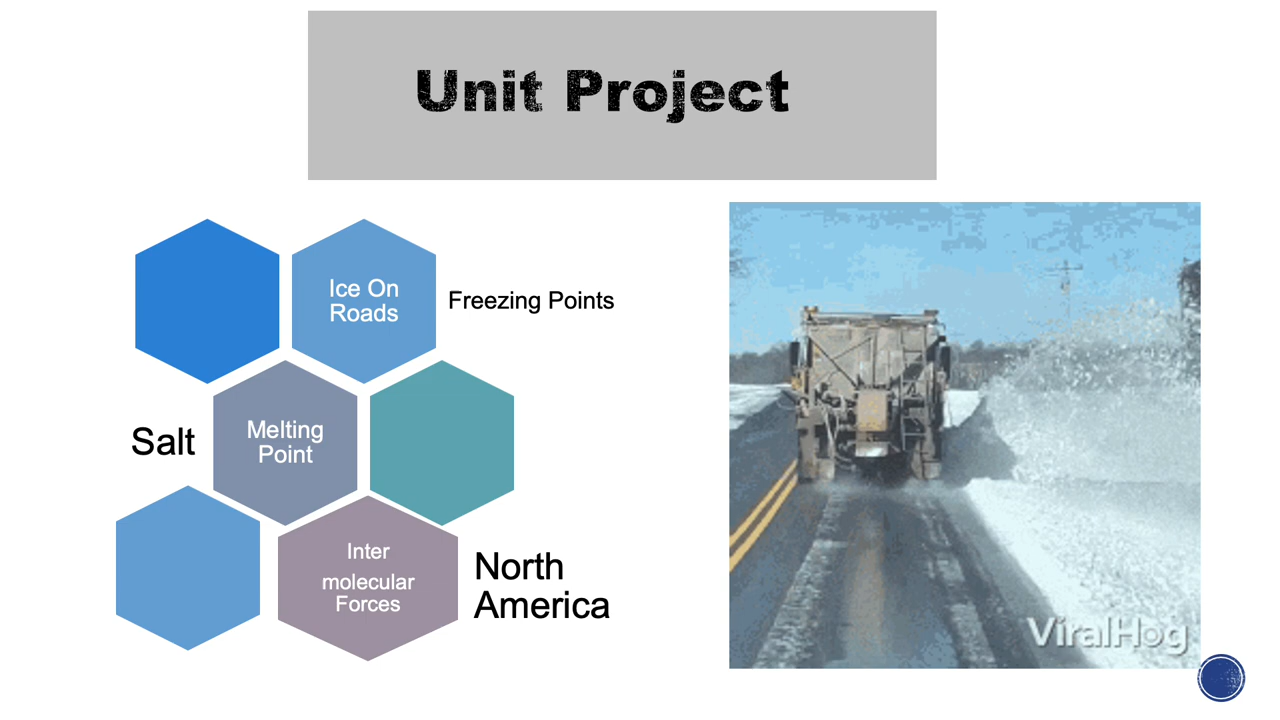 Unit Project
Ice On
Roads
Freezing Points
Salt
Melting
Point
Inter
molecular
Forces
North
America
ViralHog